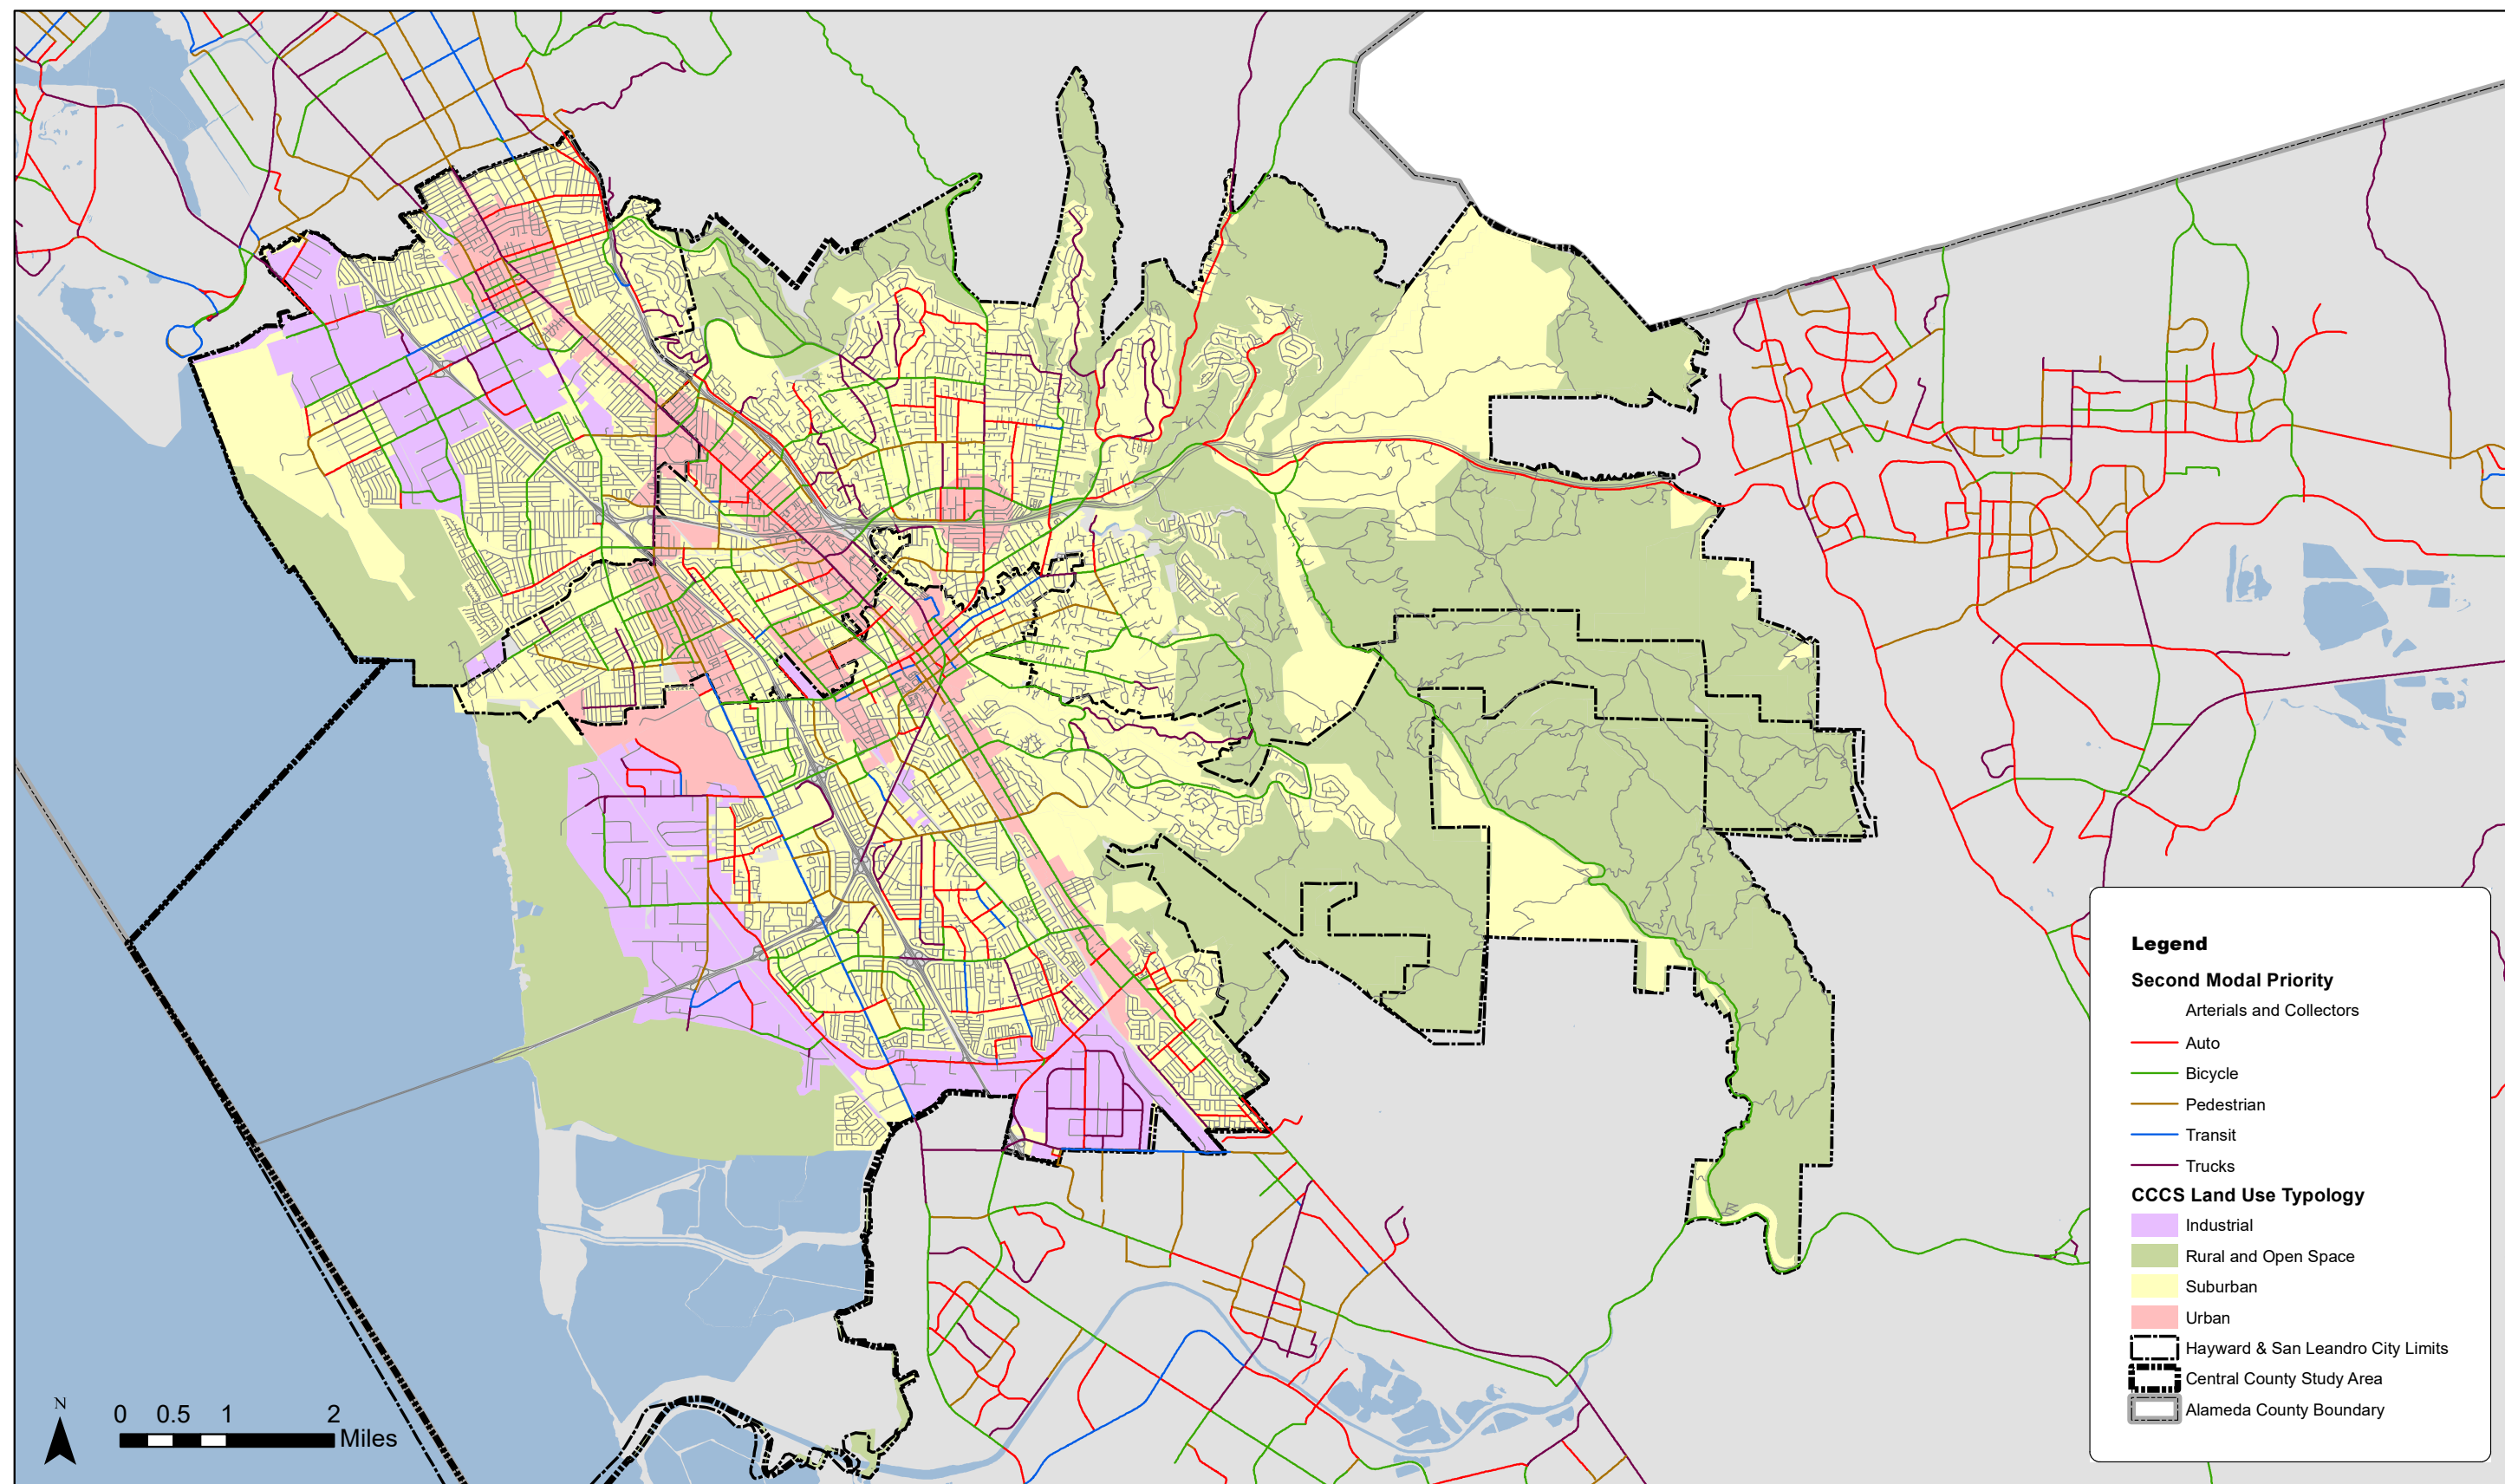 Legend
Second Modal Priority
Arterials and Collectors
Auto
Bicycle
Pedestrian
Transit
Trucks
CCCS Land Use Typology
Industrial
Rural and Open Space
Suburban
Urban
Hayward & San Leandro City Limits
Central County Study Area
Alameda County Boundary
N
0 0.5 1 2
Miles